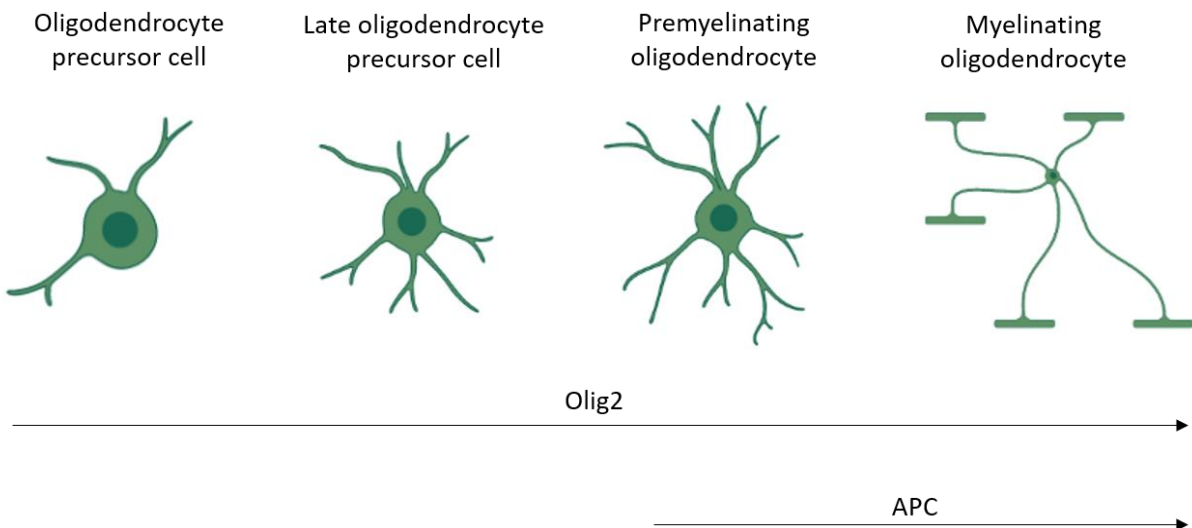 Oligodendrocyte
precursor cell
Late oligodendrocyte
precursor cell
Premyelinating
oligodendrocyte
Myelinating
oligodendrocyte
Olig2
APC